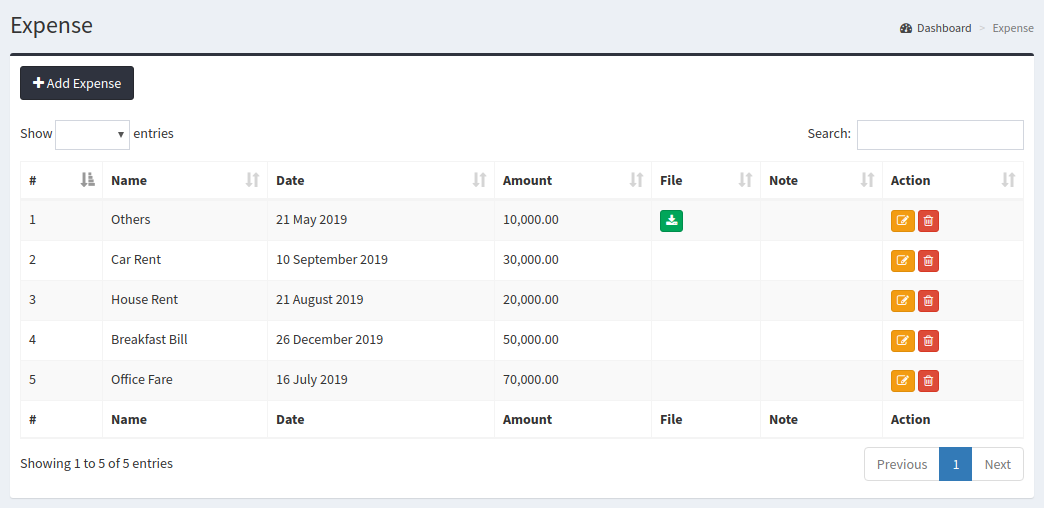 Expense
Dashboard > Expense
Add Expense
Show entries
Search:
# Name Date Amount File Note Action
1 Others 21 May 2019 10,000.00
2 Car Rent 10 September 2019 30,000.00
3 House Rent 21 August 2019 20,000.00
4 Breakfast Bill 26 December 2019 50,000.00
5 Office Fare 16 July 2019 70,000.00
# Name Date Amount File Note Action
Showing 1 to 5 of 5 entries
Previous 1 Next